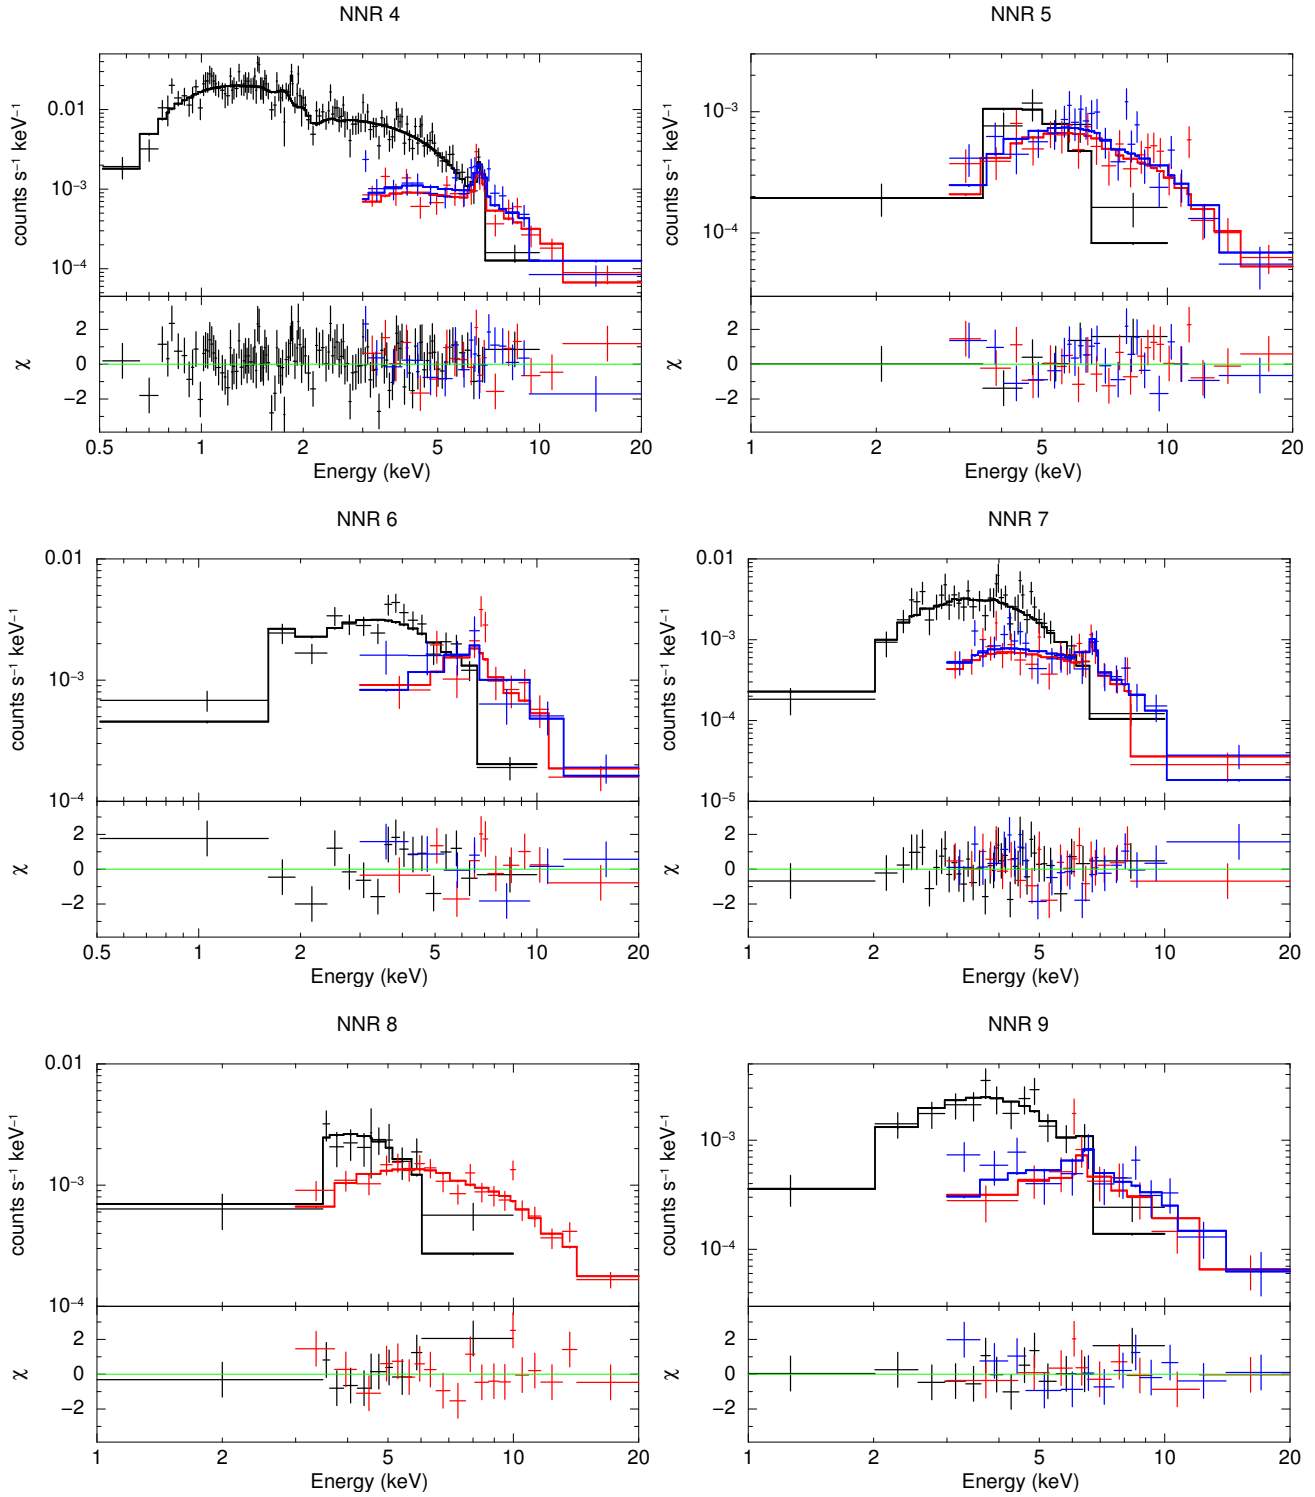 NNR 4
counts s⁻¹ keV⁻¹
0.01
10⁻³
10⁻⁴
χ
2
0
−2
0.5 1 2 5 10 20
Energy (keV)
NNR 5
counts s⁻¹ keV⁻¹
10⁻³
10⁻⁴
χ
2
0
−2
1 2 5 10 20
Energy (keV)
NNR 6
counts s⁻¹ keV⁻¹
0.01
10⁻³
10⁻⁴
χ
2
0
−2
0.5 1 2 5 10 20
Energy (keV)
NNR 7
counts s⁻¹ keV⁻¹
0.01
10⁻³
10⁻⁴
10⁻⁵
χ
2
0
−2
1 2 5 10 20
Energy (keV)
NNR 8
counts s⁻¹ keV⁻¹
0.01
10⁻³
10⁻⁴
χ
2
0
−2
1 2 5 10 20
Energy (keV)
NNR 9
counts s⁻¹ keV⁻¹
10⁻³
10⁻⁴
χ
2
0
−2
1 2 5 10 20
Energy (keV)